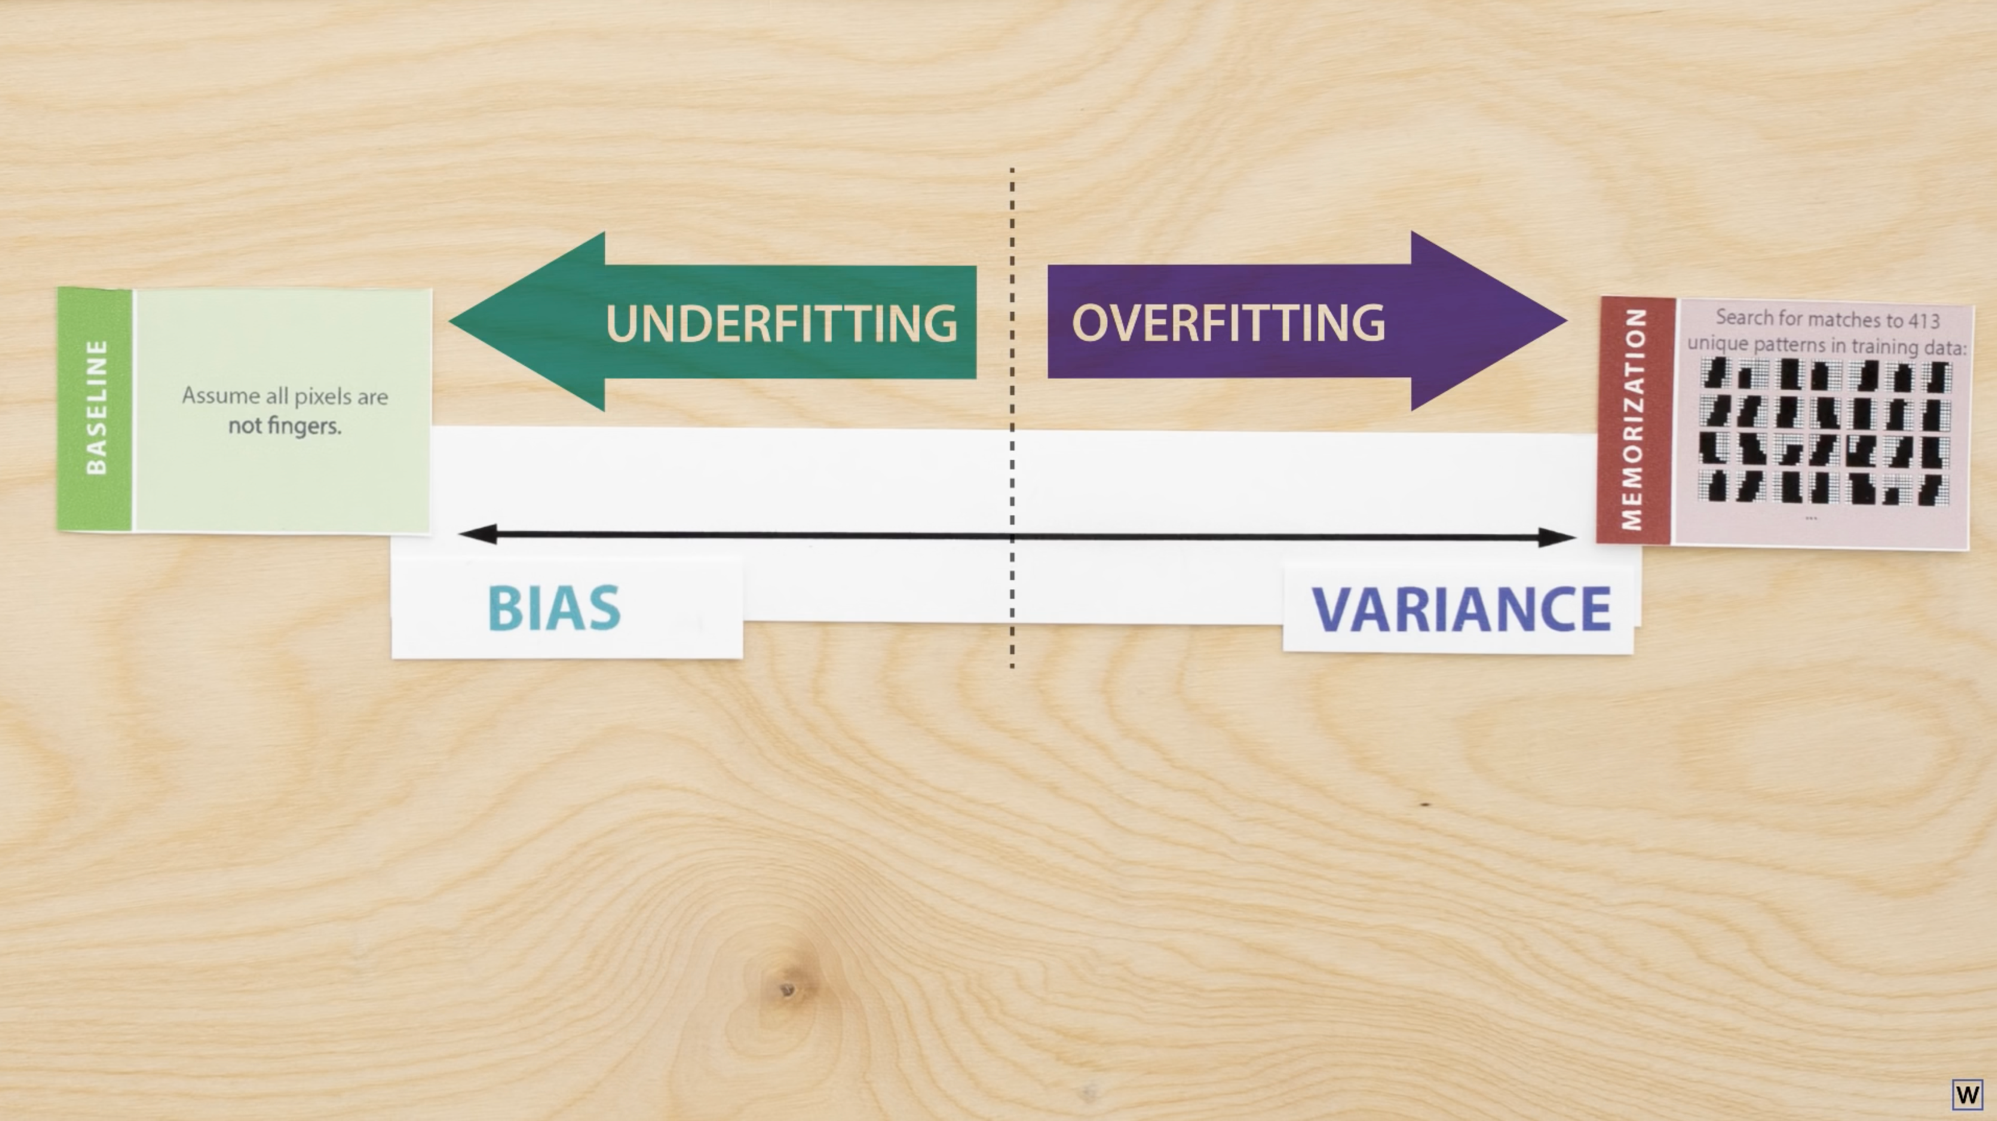 UNDERFITTING
OVERFITTING
BASELINE
Assume all pixels are
not fingers.
MEMORIZATION
Search for matches to 413
unique patterns in training data:
...
BIAS
VARIANCE
W